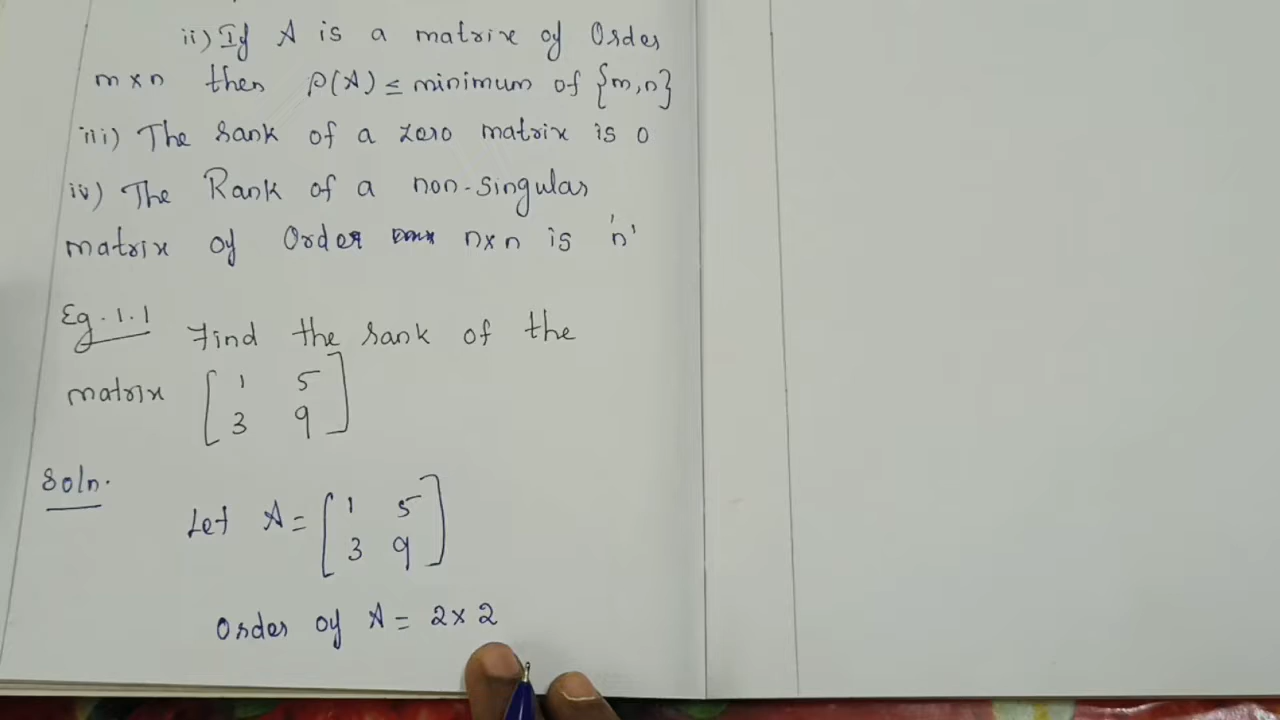 ii) If A is a matrix of Order
m x n then ρ(A) ≤ minimum of {m,n}
iii) The rank of a zero matrix is 0
iv) The Rank of a non-singular
matrix of Order n x n is 'n'
Eg. 1.1 Find the rank of the
matrix [ 1 5
3 9 ]
Soln.
Let A = [ 1 5
3 9 ]
Order of A = 2 x 2